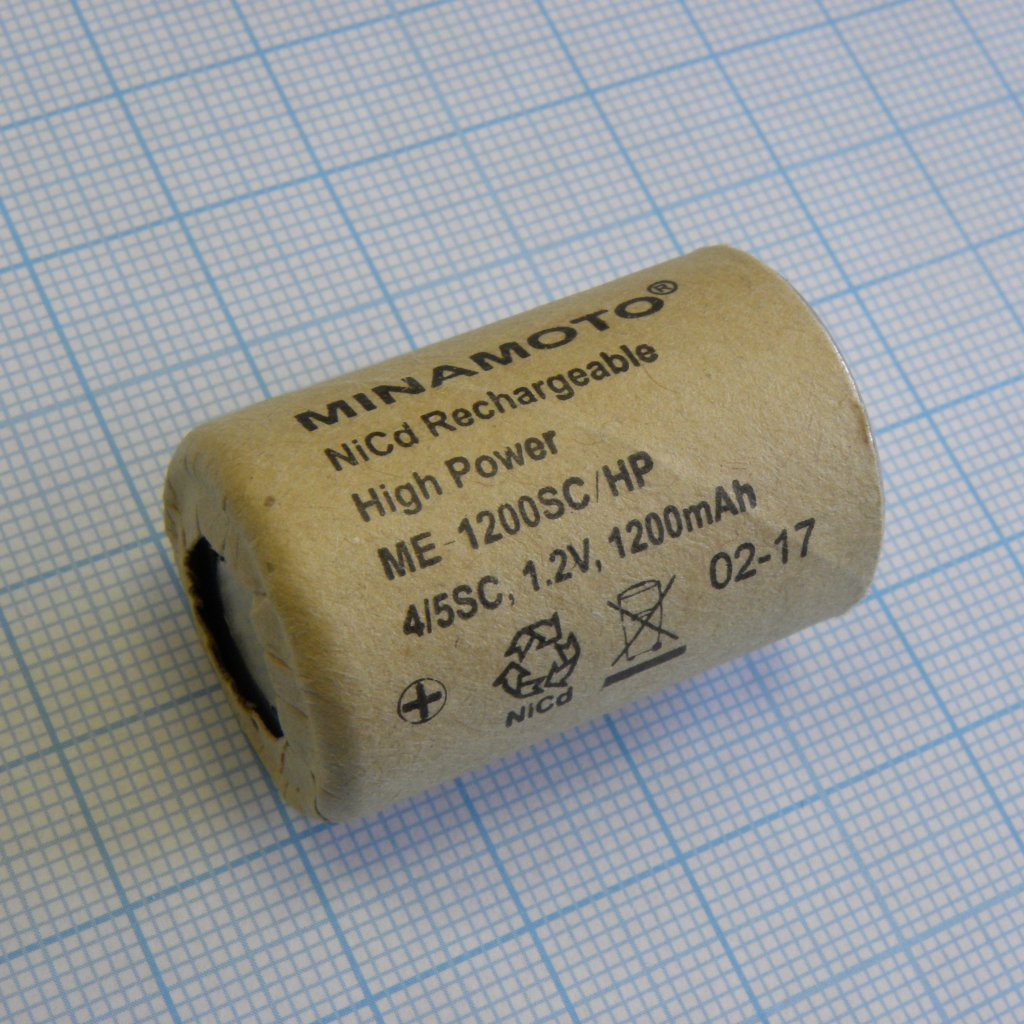 MINAMOTO®
NiCd Rechargeable
High Power
ME-1200SC/HP
4/5SC, 1.2V, 1200mAh
02-17
+
NiCd